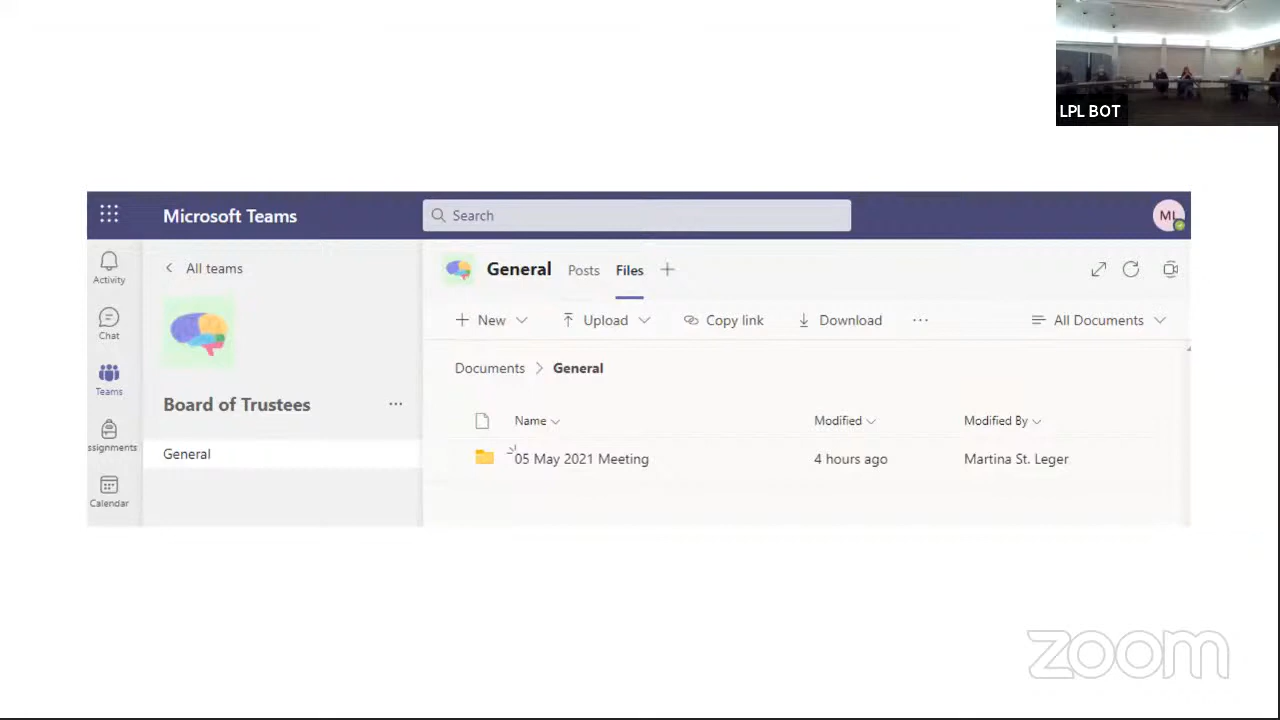 LPL BOT
Microsoft Teams
Search
ML
Activity
Chat
Teams
ssignments
Calendar
All teams
Board of Trustees
General
General Posts Files
New Upload Copy link Download All Documents
Documents General
Name Modified Modified By
05 May 2021 Meeting 4 hours ago Martina St. Leger
zoom